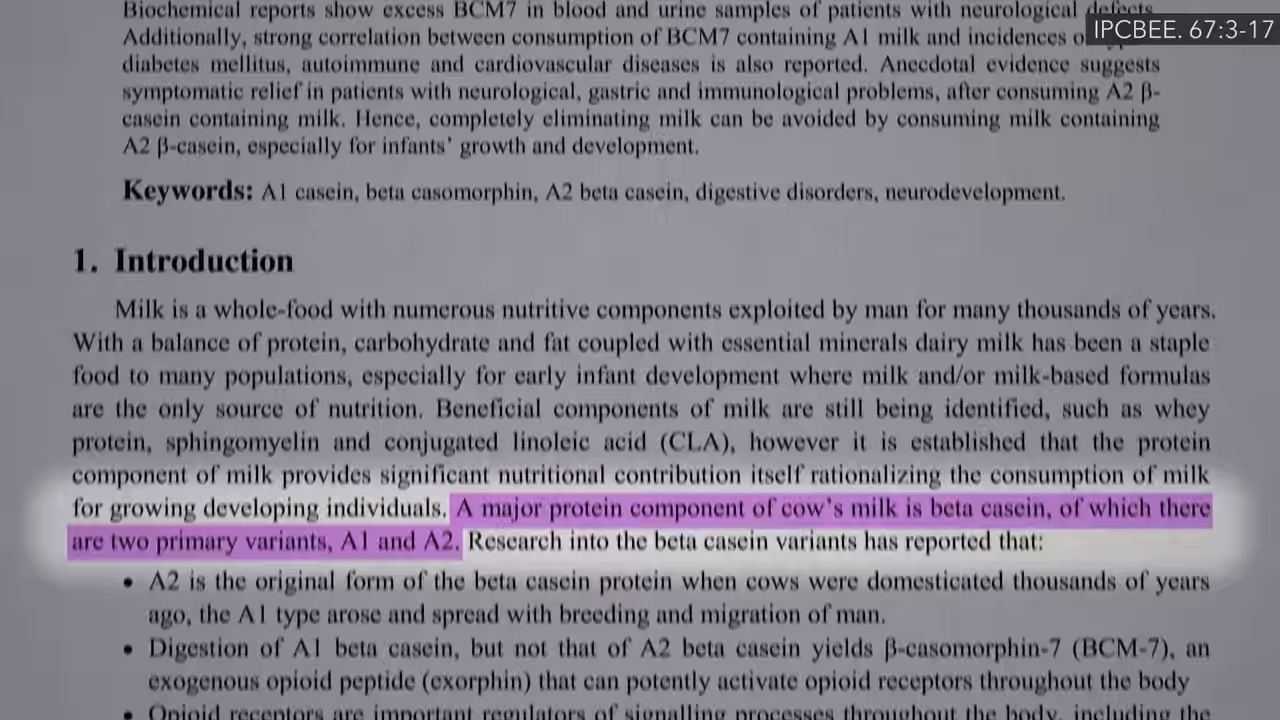 Biochemical reports show excess BCM7 in blood and urine samples of patients with neurological defects.
IPCBEE. 67:3-17
Additionally, strong correlation between consumption of BCM7 containing A1 milk and incidences
diabetes mellitus, autoimmune and cardiovascular diseases is also reported. Anecdotal evidence suggests
symptomatic relief in patients with neurological, gastric and immunological problems, after consuming A2 β-
casein containing milk. Hence, completely eliminating milk can be avoided by consuming milk containing
A2 β-casein, especially for infants' growth and development.
Keywords: A1 casein, beta casomorphin, A2 beta casein, digestive disorders, neurodevelopment.
1. Introduction
Milk is a whole-food with numerous nutritive components exploited by man for many thousands of years.
With a balance of protein, carbohydrate and fat coupled with essential minerals dairy milk has been a staple
food to many populations, especially for early infant development where milk and/or milk-based formulas
are the only source of nutrition. Beneficial components of milk are still being identified, such as whey
protein, sphingomyelin and conjugated linoleic acid (CLA), however it is established that the protein
component of milk provides significant nutritional contribution itself rationalizing the consumption of milk
for growing developing individuals. A major protein component of cow's milk is beta casein, of which there
are two primary variants, A1 and A2. Research into the beta casein variants has reported that:
• A2 is the original form of the beta casein protein when cows were domesticated thousands of years
ago, the A1 type arose and spread with breeding and migration of man.
• Digestion of A1 beta casein, but not that of A2 beta casein yields β-casomorphin-7 (BCM-7), an
exogenous opioid peptide (exorphin) that can potently activate opioid receptors throughout the body
• Opioid receptors are important regulators of signalling processes throughout the body, including the